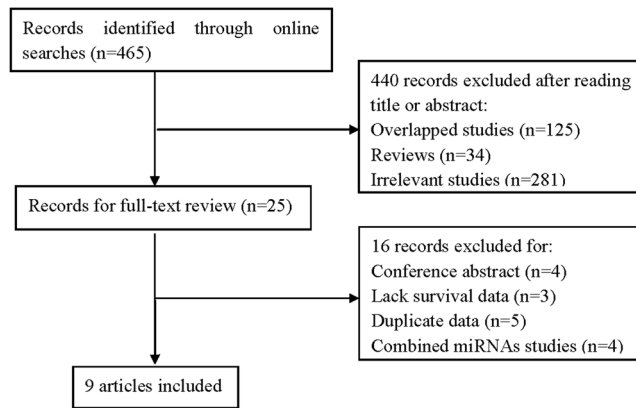 Records identified through online
searches (n=465)
440 records excluded after reading
title or abstract:
Overlapped studies (n=125)
Reviews (n=34)
Irrelevant studies (n=281)
Records for full-text review (n=25)
16 records excluded for:
Conference abstract (n=4)
Lack survival data (n=3)
Duplicate data (n=5)
Combined miRNAs studies (n=4)
9 articles included